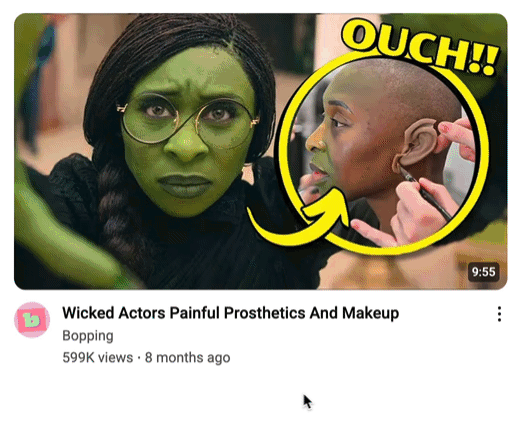 OUCH!!
9:55
Wicked Actors Painful Prosthetics And Makeup
b
Bopping
599K views · 8 months ago